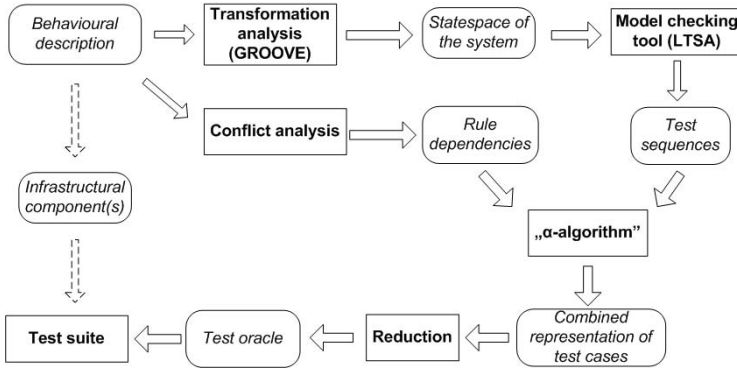 Behavioural
description
Transformation
analysis
(GROOVE)
Statespace of
the system
Model checking
tool (LTSA)
Conflict analysis
Rule
dependencies
Test
sequences
Infrastructural
component(s)
„α-algorithm”
Test suite
Test oracle
Reduction
Combined
representation of
test cases